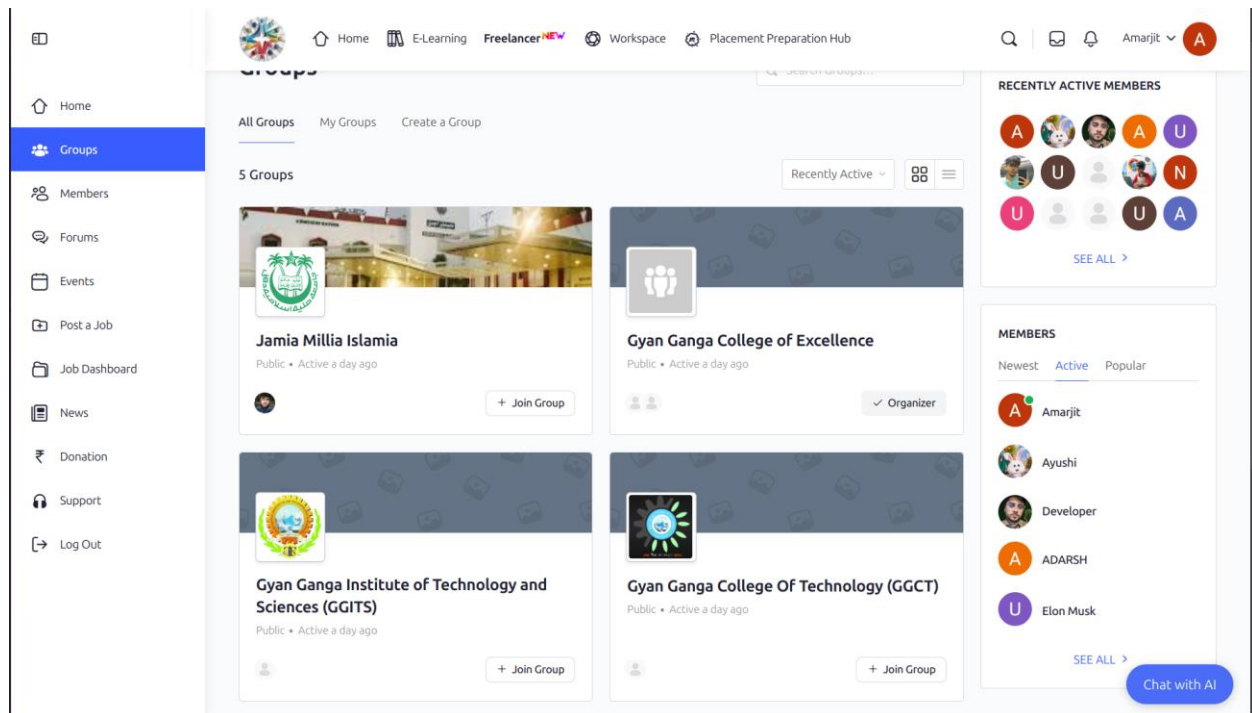 Home
E-Learning
Freelancer NEW
Workspace
Placement Preparation Hub
Amarjit
A
Home
Groups
Members
Forums
Events
Post a Job
Job Dashboard
News
Donation
Support
Log Out
Groups
Search Groups...
All Groups
My Groups
Create a Group
5 Groups
Recently Active
Jamia Millia Islamia
Public • Active a day ago
+ Join Group
Gyan Ganga College of Excellence
Public • Active a day ago
Organizer
Gyan Ganga Institute of Technology and
Sciences (GGITS)
Public • Active a day ago
+ Join Group
Gyan Ganga College Of Technology (GGCT)
Public • Active a day ago
+ Join Group
RECENTLY ACTIVE MEMBERS
A
A
U
U
N
U
U
A
SEE ALL
MEMBERS
Newest
Active
Popular
A
Amarjit
Ayushi
Developer
A
ADARSH
U
Elon Musk
SEE ALL
Chat with AI